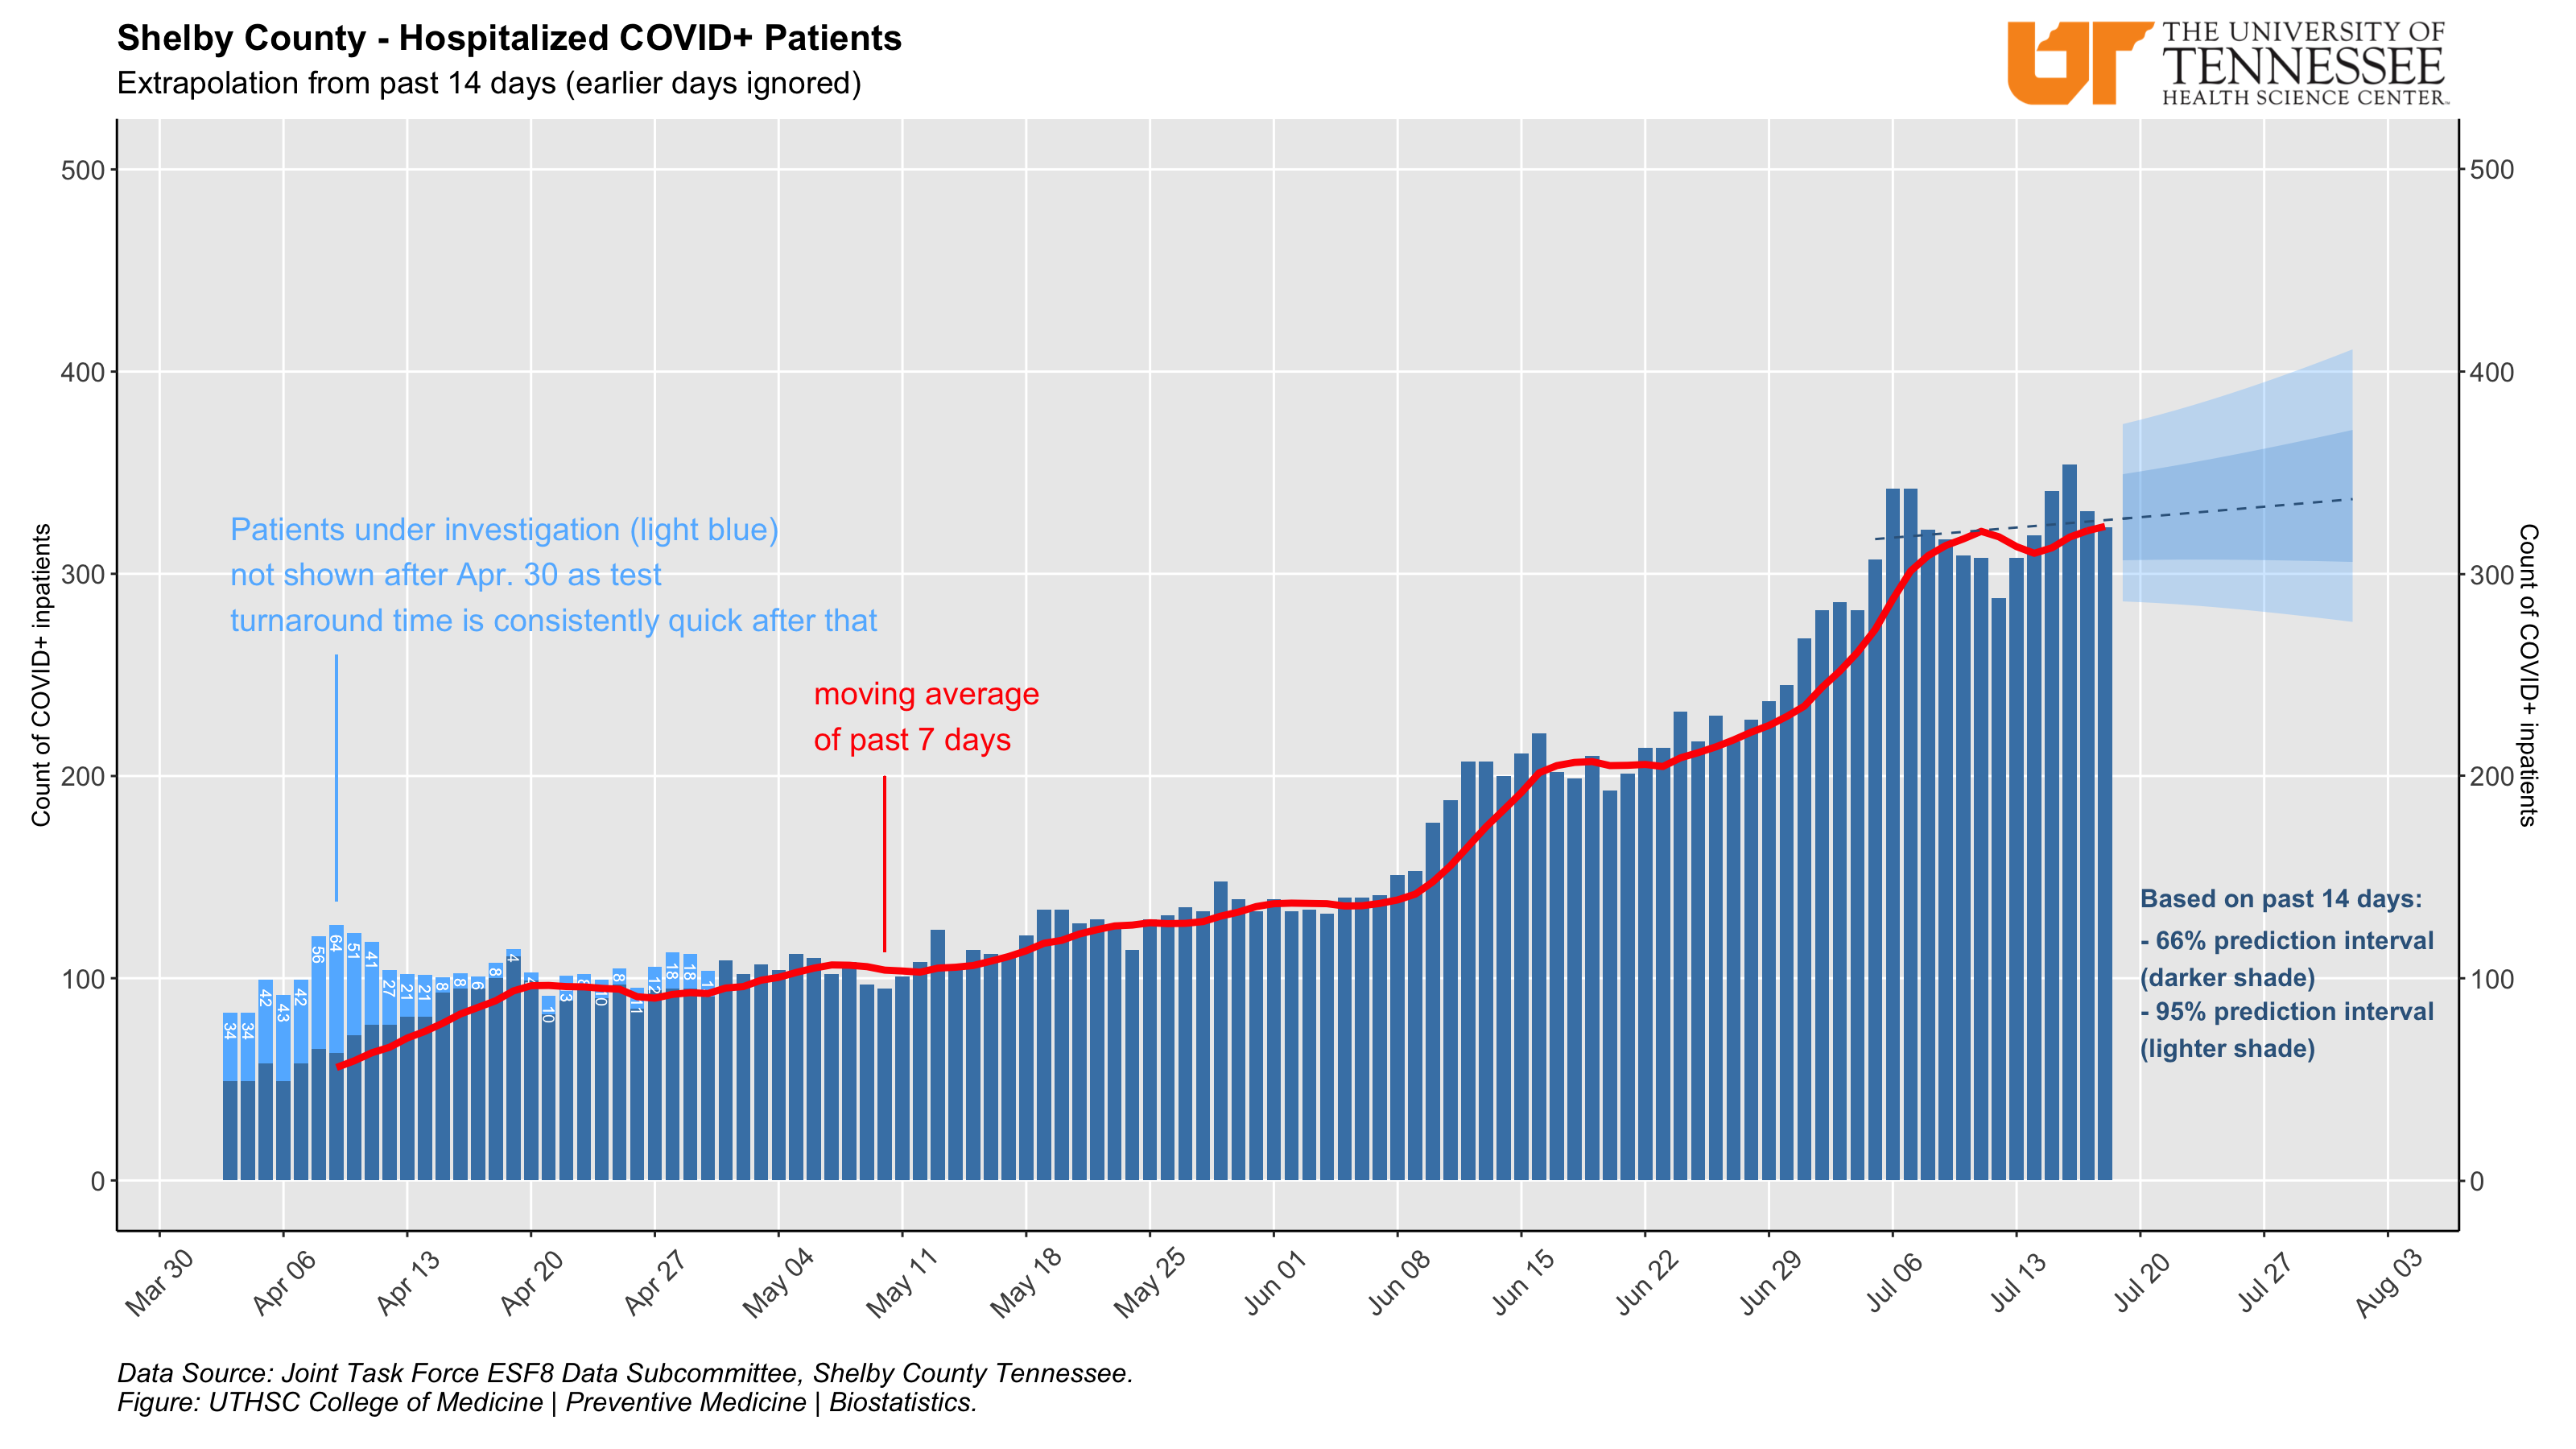 Shelby County - Hospitalized COVID+ Patients
Extrapolation from past 14 days (earlier days ignored)
THE UNIVERSITY OF
TENNESSEE
HEALTH SCIENCE CENTER
UT
500
400
300
200
100
0
Count of COVID+ inpatients
Patients under investigation (light blue)
not shown after Apr. 30 as test
turnaround time is consistently quick after that
moving average
of past 7 days
34
34
42
43
42
56
64
51
41
27
21
21
8
8
6
8
4
10
3
10
8
11
12
18
18
500
400
300
200
100
0
Count of COVID+ inpatients
Based on past 14 days:
- 66% prediction interval
(darker shade)
- 95% prediction interval
(lighter shade)
Mar 30
Apr 06
Apr 13
Apr 20
Apr 27
May 04
May 11
May 18
May 25
Jun 01
Jun 08
Jun 15
Jun 22
Jun 29
Jul 06
Jul 13
Jul 20
Jul 27
Aug 03
Data Source: Joint Task Force ESF8 Data Subcommittee, Shelby County Tennessee.
Figure: UTHSC College of Medicine | Preventive Medicine | Biostatistics.